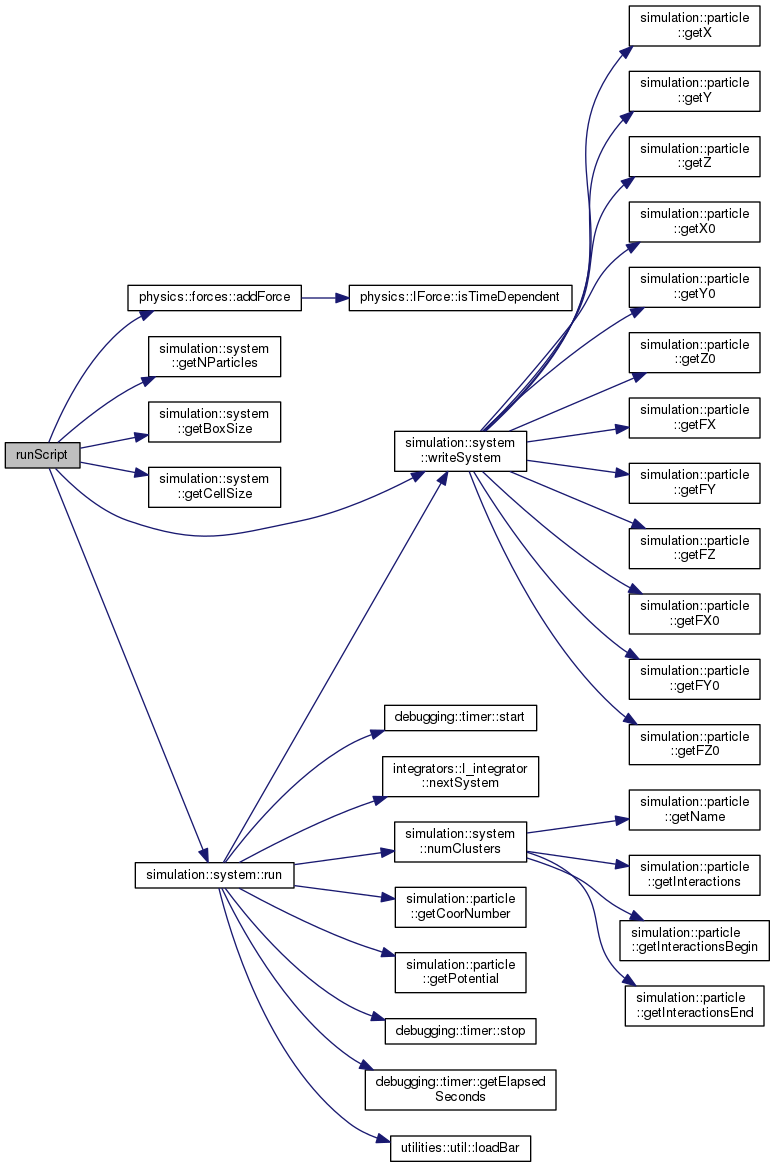 runScript
physics::forces::addForce
simulation::system
::getNParticles
simulation::system
::getBoxSize
simulation::system
::getCellSize
simulation::system::run
physics::IForce::isTimeDependent
simulation::system
::writeSystem
debugging::timer::start
integrators::I_integrator
::nextSystem
simulation::system
::numClusters
simulation::particle
::getCoorNumber
simulation::particle
::getPotential
debugging::timer::stop
debugging::timer::getElapsed
Seconds
utilities::util::loadBar
simulation::particle
::getX
simulation::particle
::getY
simulation::particle
::getZ
simulation::particle
::getX0
simulation::particle
::getY0
simulation::particle
::getZ0
simulation::particle
::getFX
simulation::particle
::getFY
simulation::particle
::getFZ
simulation::particle
::getFX0
simulation::particle
::getFY0
simulation::particle
::getFZ0
simulation::particle
::getName
simulation::particle
::getInteractions
simulation::particle
::getInteractionsBegin
simulation::particle
::getInteractionsEnd